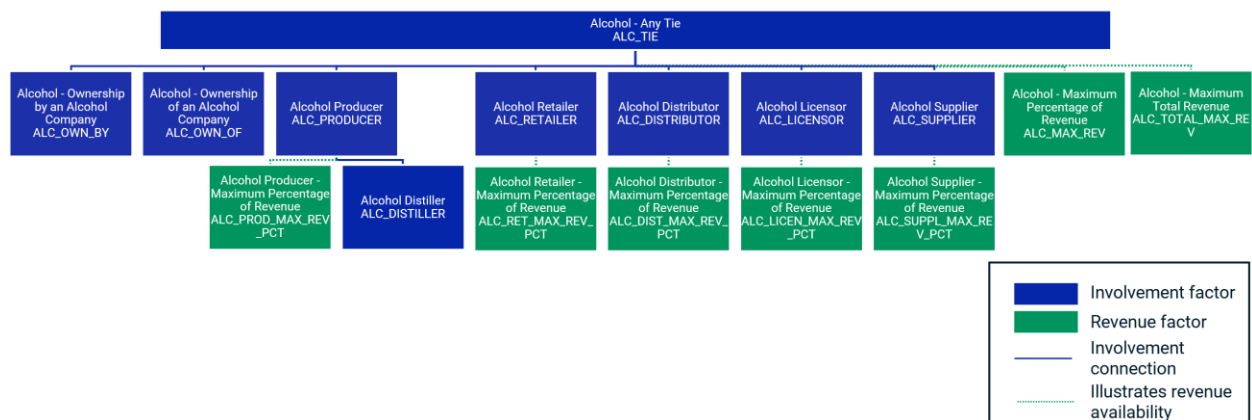 Alcohol - Any Tie
ALC_TIE
Alcohol - Ownership
by an Alcohol
Company
ALC_OWN_BY
Alcohol - Ownership
of an Alcohol
Company
ALC_OWN_OF
Alcohol Producer
ALC_PRODUCER
Alcohol Retailer
ALC_RETAILER
Alcohol Distributor
ALC_DISTRIBUTOR
Alcohol Licensor
ALC_LICENSOR
Alcohol Supplier
ALC_SUPPLIER
Alcohol - Maximum
Percentage of
Revenue
ALC_MAX_REV
Alcohol - Maximum
Total Revenue
ALC_TOTAL_MAX_RE
V
Alcohol Producer -
Maximum Percentage
of Revenue
ALC_PROD_MAX_REV
_PCT
Alcohol Distiller
ALC_DISTILLER
Alcohol Retailer -
Maximum Percentage
of Revenue
ALC_RET_MAX_REV_
PCT
Alcohol Distributor -
Maximum Percentage
of Revenue
ALC_DIST_MAX_REV_
PCT
Alcohol Licensor -
Maximum Percentage
of Revenue
ALC_LICEN_MAX_REV
_PCT
Alcohol Supplier -
Maximum Percentage
of Revenue
ALC_SUPPL_MAX_RE
V_PCT
Involvement factor
Revenue factor
Involvement
connection
Illustrates revenue
availability